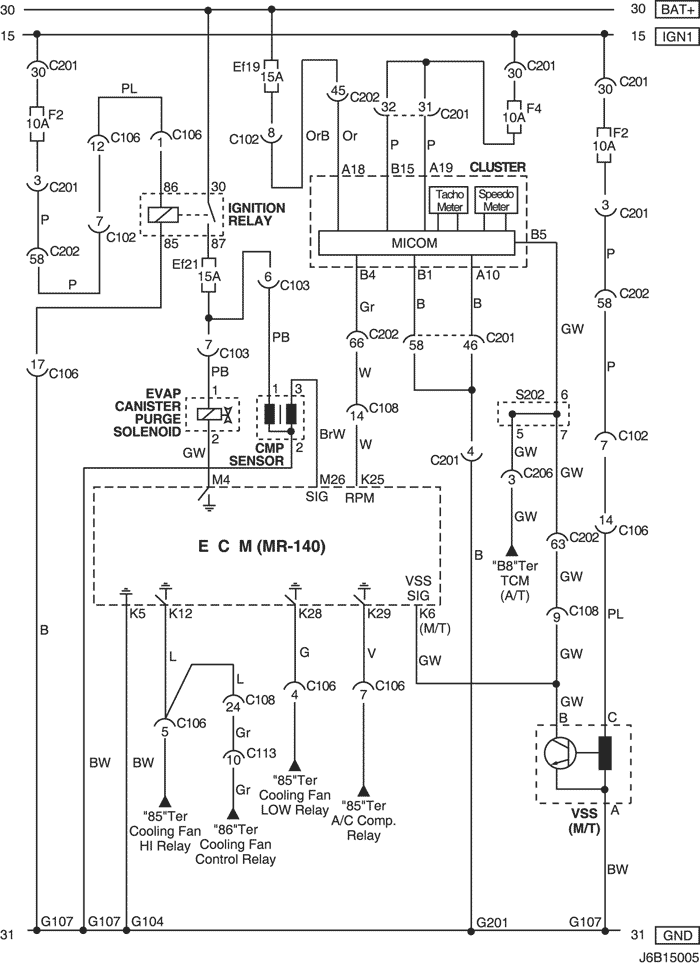 30 30 BAT+
15 15 IGN1
C201 C201
30 30
Ef19 15A
C201
30
F2
10A
PL
45 C202
32 31 C201
F4
10A
F2
10A
C106 C106
12 1
8
C102
OrB Or P P
3 C201
A18 B15 A19 CLUSTER
86 30
IGNITION
RELAY
Tacho
Meter
Speedo
Meter
3 C201
P
7 C102
C202
58
85 87
MICOM
B5
P
Ef21
15A
B4 B1 A10
6 C103
P
C202
58
Gr B B
GW
7 C103
PB
C202
66
58 46 C201
17
C106
PB
W
P
EVAP
CANISTER
PURGE
SOLENOID
1
2
1 3
2
CMP
SENSOR
BrW
14 C108
W
S202 6
5 7
GW
C102
7
GW
4
C201
GW
C206
3
GW
M4 M26 K25
SIG RPM
14
C106
E C M (MR-140)
VSS
SIG
B
"B8"Ter
TCM
(A/T)
C202
63
GW
K5 K12 K28 K29 K6
(M/T)
9 C108
PL
B
L
G V
GW
GW
L
C108
24
C106
4
C106
7
GW
B C
C106
5
Gr
C113
10
BW BW
Gr
"85"Ter
Cooling Fan
LOW Relay
"85"Ter
A/C Comp.
Relay
"85"Ter
Cooling Fan
HI Relay
"86"Ter
Cooling Fan
Control Relay
A
VSS
(M/T)
BW
31 G107 G107 G104 G201 G107 31 GND
J6B15005